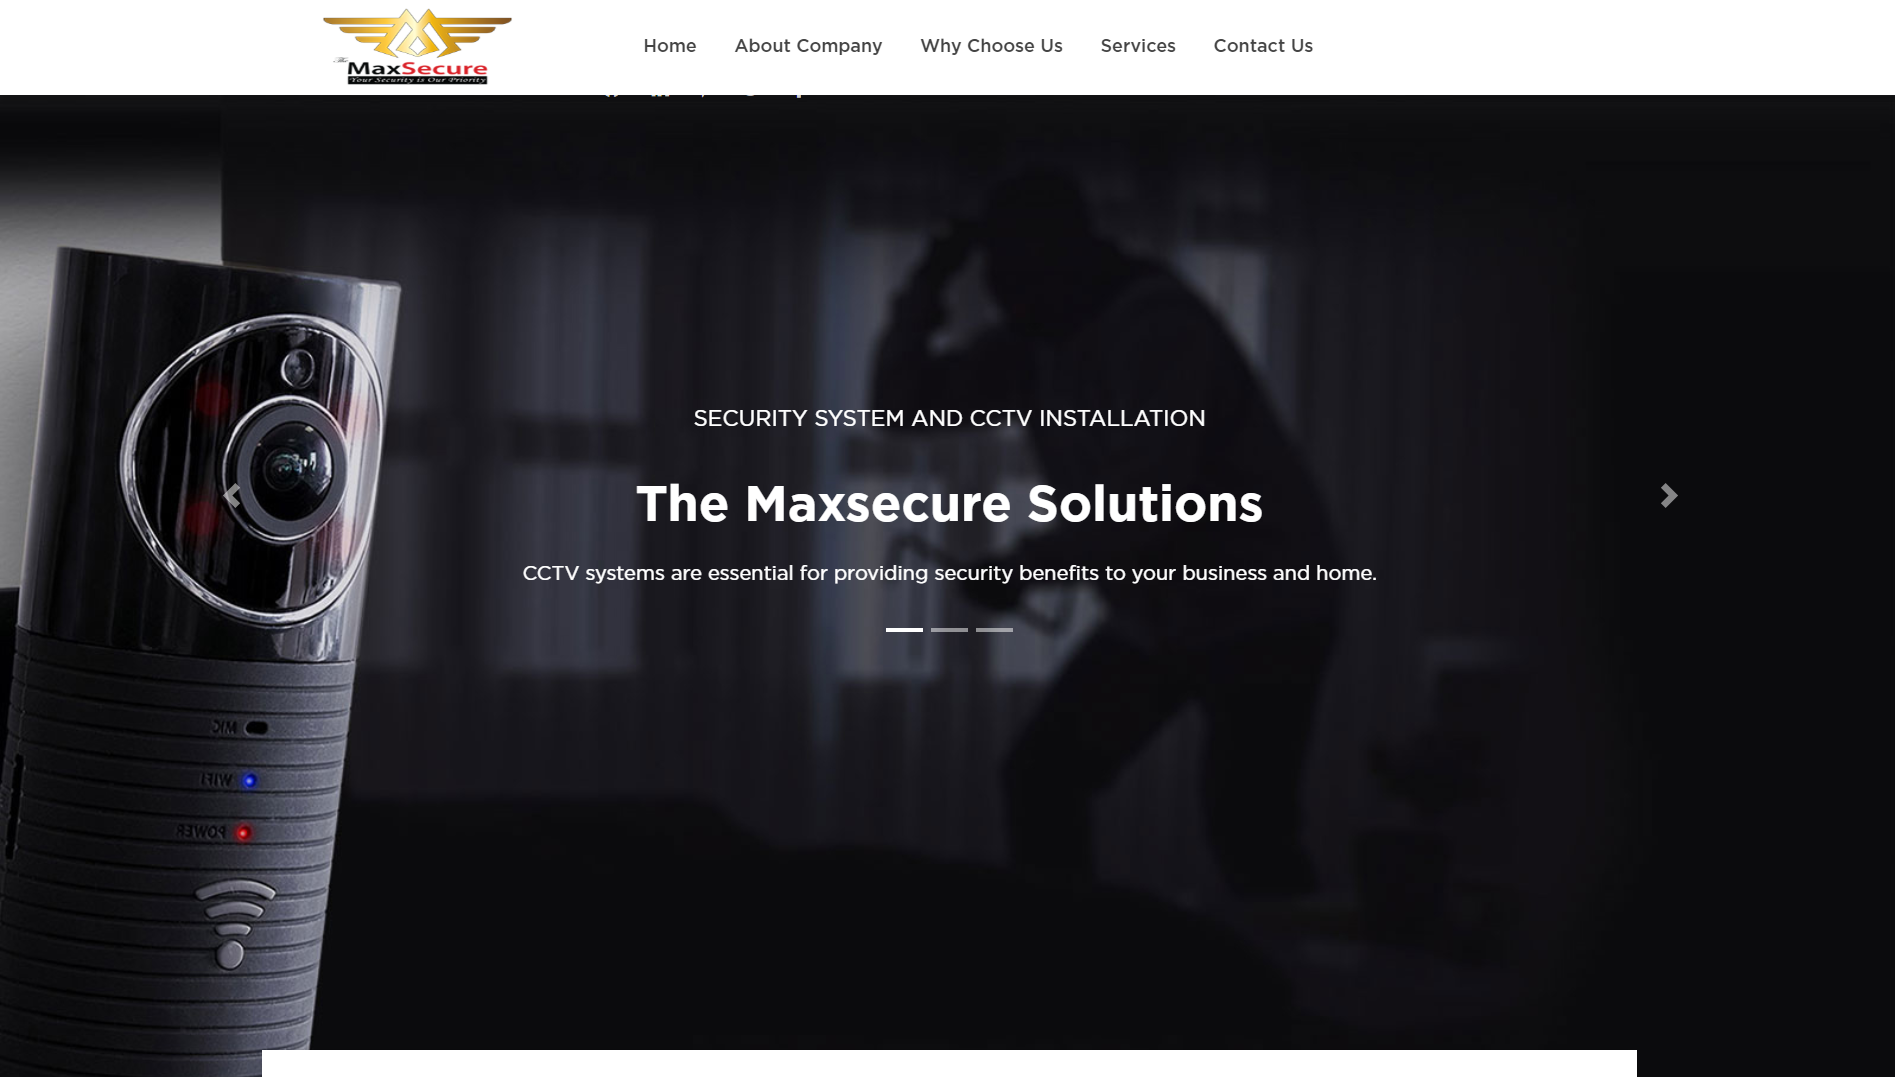 The
MaxSecure
Your Security is Our Priority
Home
About Company
Why Choose Us
Services
Contact Us
SECURITY SYSTEM AND CCTV INSTALLATION
The Maxsecure Solutions
CCTV systems are essential for providing security benefits to your business and home.
MIC
WIFI
POWER